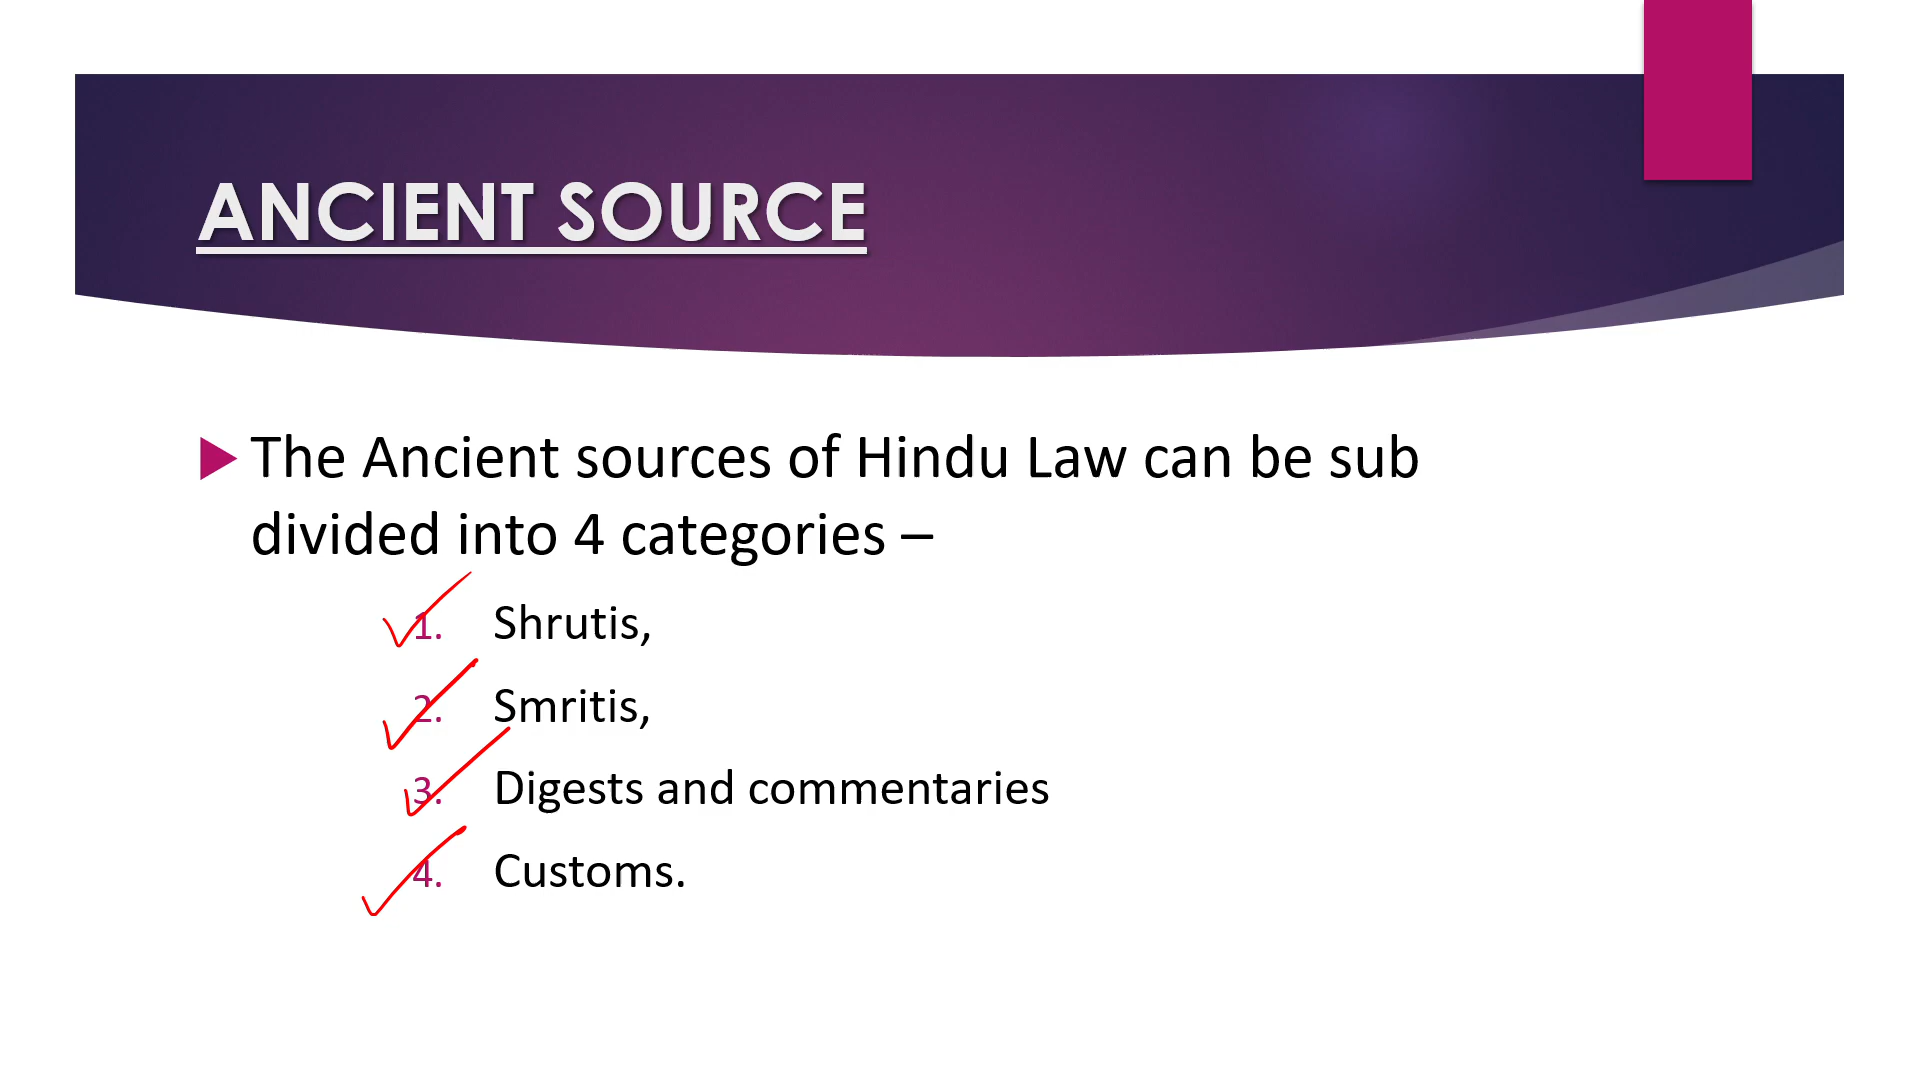 ANCIENT SOURCE
The Ancient sources of Hindu Law can be sub
divided into 4 categories –
1. Shrutis,
2. Smritis,
3. Digests and commentaries
4. Customs.